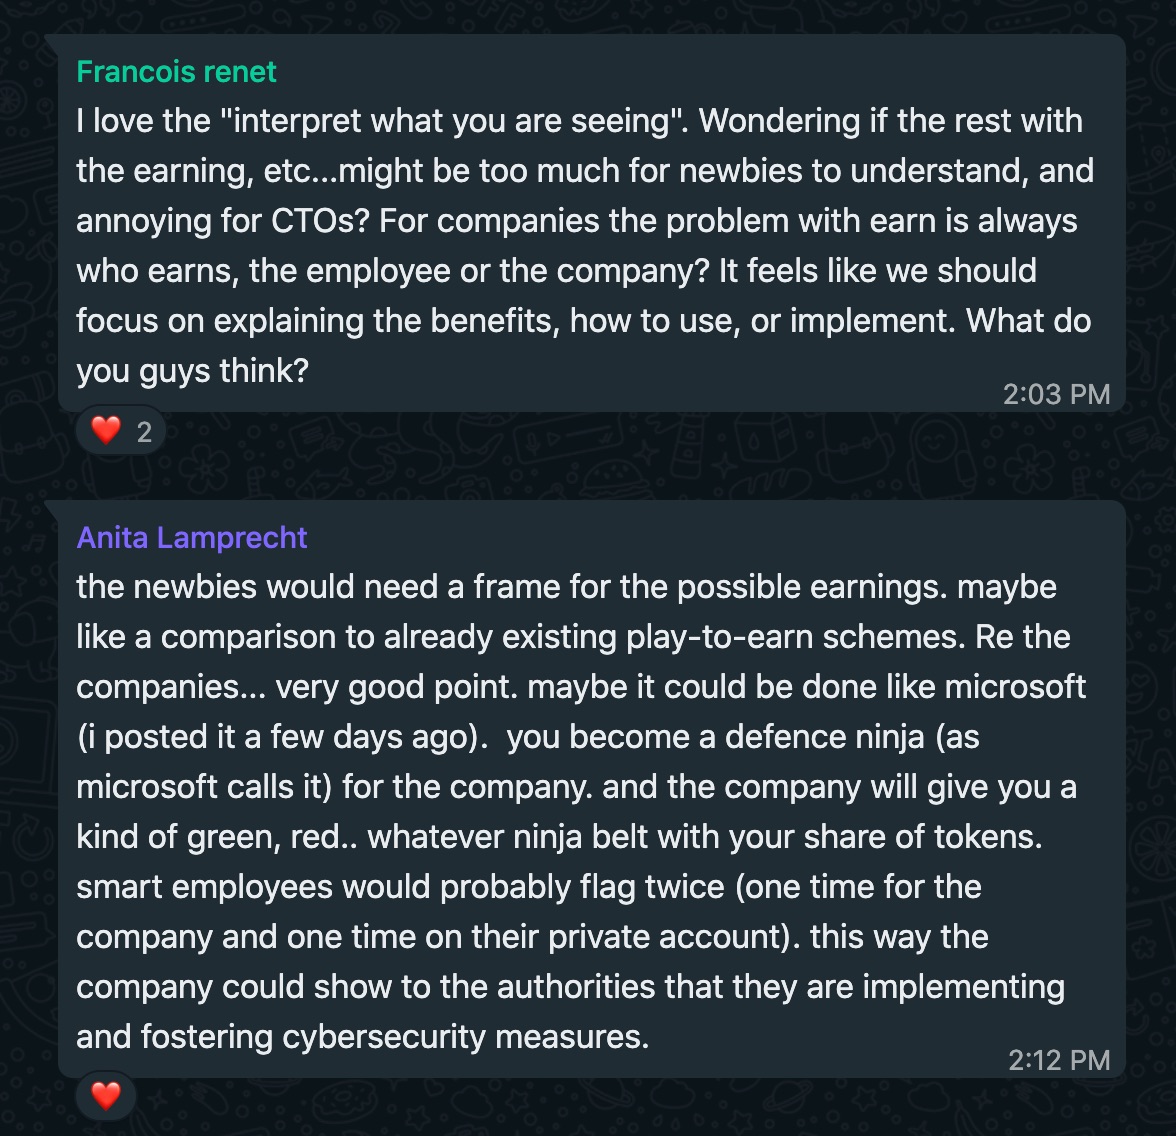 Francois renet
I love the "interpret what you are seeing". Wondering if the rest with
the earning, etc...might be too much for newbies to understand, and
annoying for CTOs? For companies the problem with earn is always
who earns, the employee or the company? It feels like we should
focus on explaining the benefits, how to use, or implement. What do
you guys think?
2:03 PM
❤️ 2
Anita Lamprecht
the newbies would need a frame for the possible earnings. maybe
like a comparison to already existing play-to-earn schemes. Re the
companies... very good point. maybe it could be done like microsoft
(i posted it a few days ago).  you become a defence ninja (as
microsoft calls it) for the company. and the company will give you a
kind of green, red.. whatever ninja belt with your share of tokens.
smart employees would probably flag twice (one time for the
company and one time on their private account). this way the
company could show to the authorities that they are implementing
and fostering cybersecurity measures.
2:12 PM
❤️